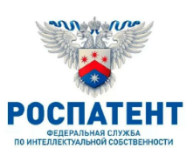 РОСПАТЕНТ
ФЕДЕРАЛЬНАЯ СЛУЖБА
ПО ИНТЕЛЛЕКТУАЛЬНОЙ СОБСТВЕННОСТИ